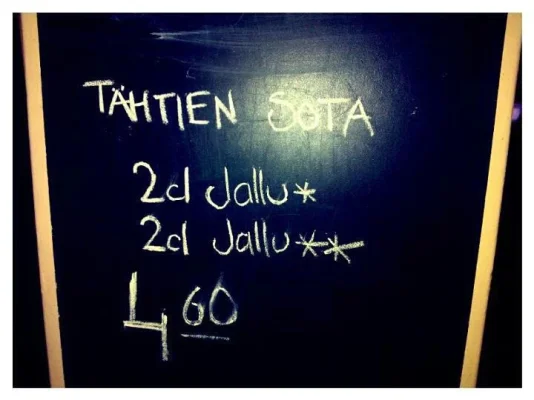 TÄHTIEN SOTA
2cl Jallu*
2cl Jallu**
4 60